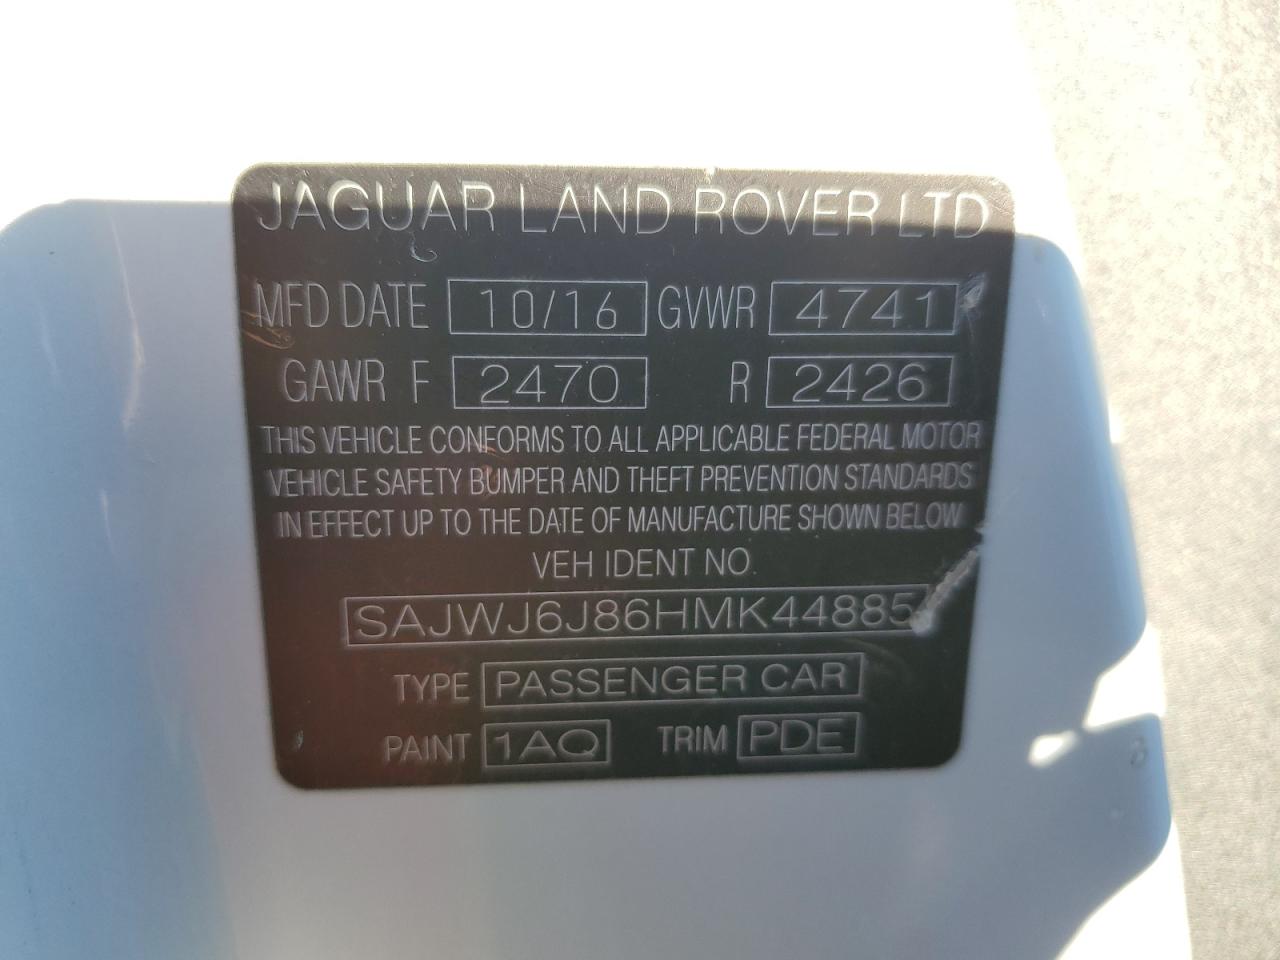 JAGUAR LAND ROVER LTD
MFD DATE 10/16 GVWR 4741
GAWR F 2470 R 2426
THIS VEHICLE CONFORMS TO ALL APPLICABLE FEDERAL MOTOR
VEHICLE SAFETY BUMPER AND THEFT PREVENTION STANDARDS
IN EFFECT UP TO THE DATE OF MANUFACTURE SHOWN BELOW
VEH IDENT NO.
SAJWJ6J86HMK44885
TYPE PASSENGER CAR
PAINT 1AQ TRIM PDE